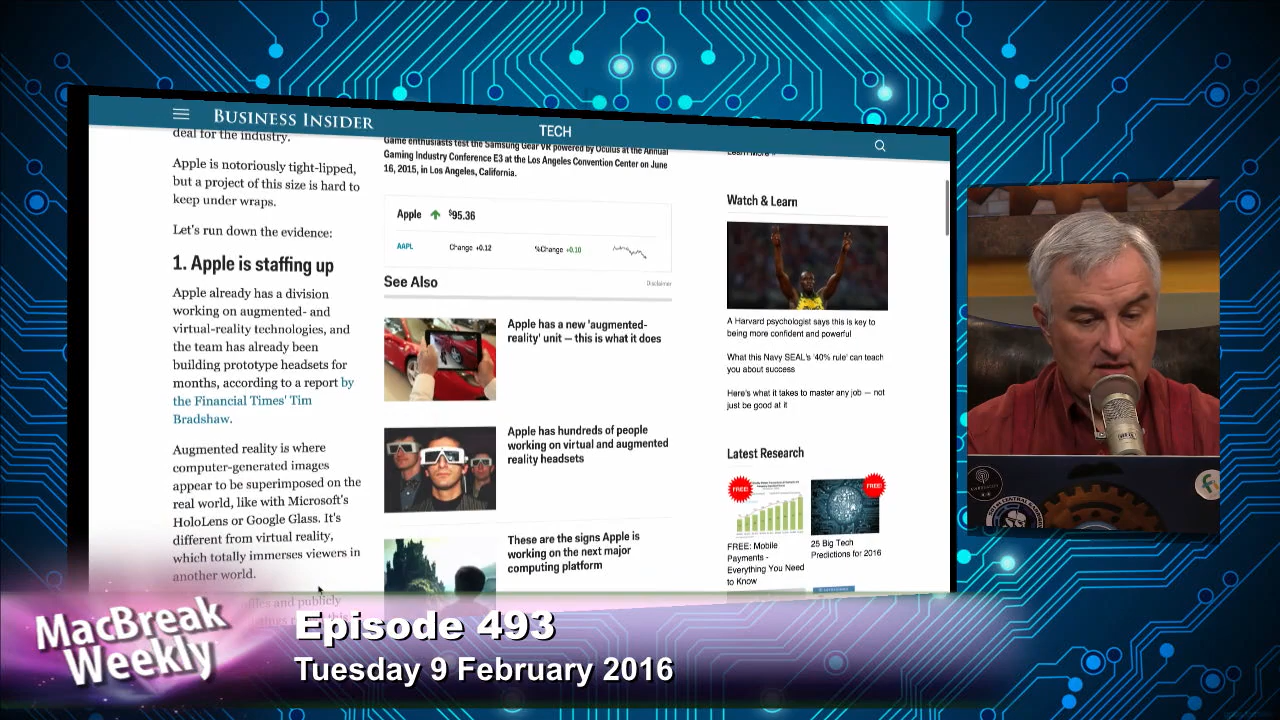 BUSINESS INSIDER
TECH
deal for the industry.
Apple is notoriously tight-lipped,
but a project of this size is hard to
keep under wraps.
Let's run down the evidence:
1. Apple is staffing up
Apple already has a division
working on augmented- and
virtual-reality technologies, and
the team has already been
building prototype headsets for
months, according to a report by
the Financial Times' Tim
Bradshaw.
Augmented reality is where
computer-generated images
appear to be superimposed on the
real world, like with Microsoft's
HoloLens or Google Glass. It's
different from virtual reality,
which totally immerses viewers in
another world.
files and publicly
Game enthusiasts test the Samsung Gear VR powered by Oculus at the Annual
Gaming Industry Conference E3 at the Los Angeles Convention Center on June
16, 2015, in Los Angeles, California.
Apple $95.36
AAPL Change +0.12 %Change +0.10
See Also
Disclaimer
Apple has a new 'augmented-
reality' unit — this is what it does
Apple has hundreds of people
working on virtual and augmented
reality headsets
These are the signs Apple is
working on the next major
computing platform
Learn More »
Watch & Learn
A Harvard psychologist says this is key to
being more confident and powerful
What this Navy SEAL's '40% rule' can teach
you about success
Here's what it takes to master any job — not
just be good at it
Latest Research
FREE!
FREE!
FREE: Mobile
Payments -
Everything You Need
to Know
25 Big Tech
Predictions for 2016
MacBreak
Weekly
Episode 493
Tuesday 9 February 2016